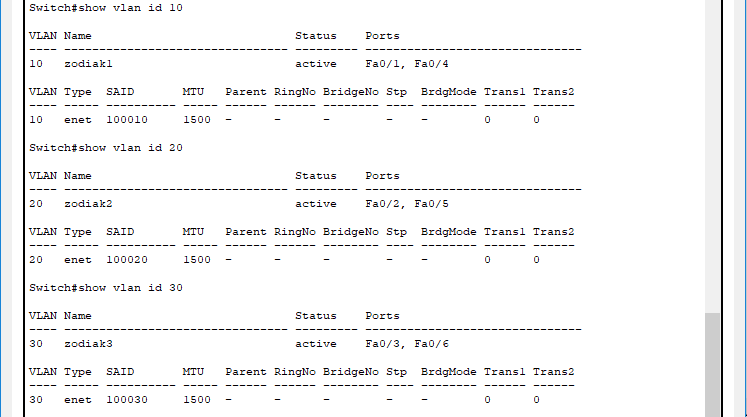 Switch#show vlan id 10
VLAN Name                             Status    Ports
---- -------------------------------- --------- -------------------------------
10   zodiak1                          active    Fa0/1, Fa0/4
VLAN Type  SAID       MTU   Parent RingNo BridgeNo Stp  BrdgMode Trans1 Trans2
---- ----- ---------- ----- ------ ------ -------- ---- -------- ------ ------
10   enet  100010     1500  -      -      -        -    -        0      0
Switch#show vlan id 20
VLAN Name                             Status    Ports
---- -------------------------------- --------- -------------------------------
20   zodiak2                          active    Fa0/2, Fa0/5
VLAN Type  SAID       MTU   Parent RingNo BridgeNo Stp  BrdgMode Trans1 Trans2
---- ----- ---------- ----- ------ ------ -------- ---- -------- ------ ------
20   enet  100020     1500  -      -      -        -    -        0      0
Switch#show vlan id 30
VLAN Name                             Status    Ports
---- -------------------------------- --------- -------------------------------
30   zodiak3                          active    Fa0/3, Fa0/6
VLAN Type  SAID       MTU   Parent RingNo BridgeNo Stp  BrdgMode Trans1 Trans2
---- ----- ---------- ----- ------ ------ -------- ---- -------- ------ ------
30   enet  100030     1500  -      -      -        -    -        0      0